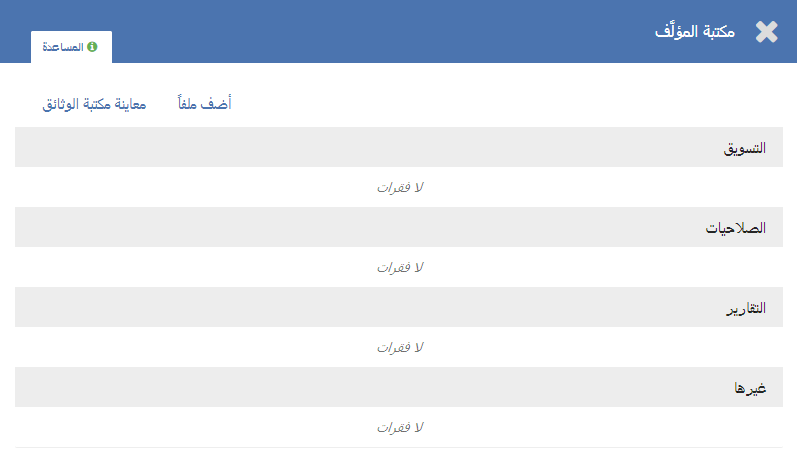 مكتبة المؤلَّف
المساعدة
أضف ملفاً
معاينة مكتبة الوثائق
التسويق
لا فقرات
الصلاحيات
لا فقرات
التقارير
لا فقرات
غيرها
لا فقرات